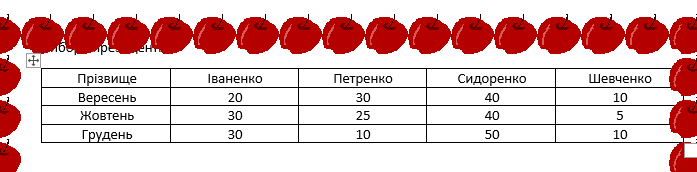 Прізвище Іваненко Петренко Сидоренко Шевченко
Вересень 20 30 40 10
Жовтень 30 25 40 5
Грудень 30 10 50 10